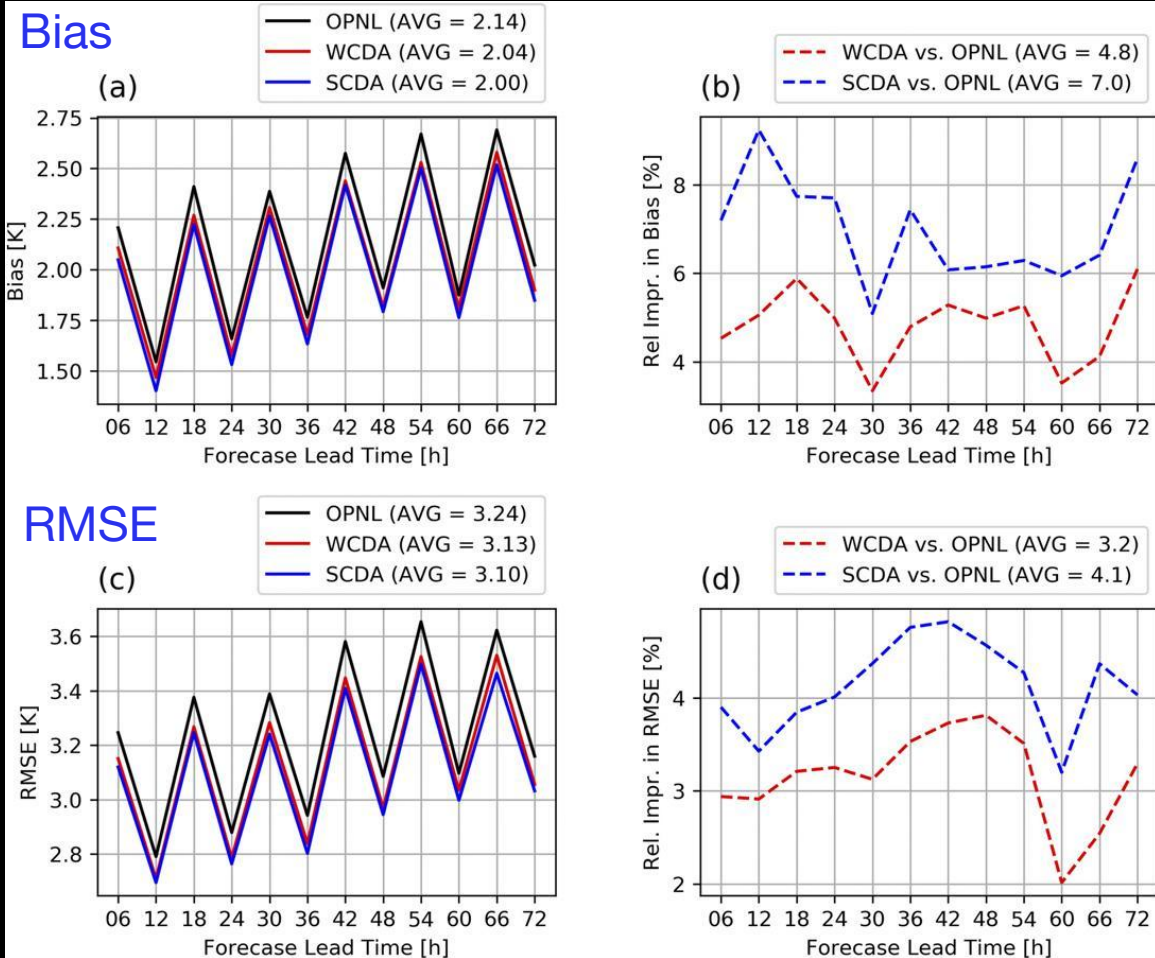 Bias
OPNL (AVG = 2.14)
WCDA (AVG = 2.04)
SCDA (AVG = 2.00)
(a)
2.75
2.50
2.25
2.00
1.75
1.50
Bias [K]
06 12 18 24 30 36 42 48 54 60 66 72
Forecase Lead Time [h]
WCDA vs. OPNL (AVG = 4.8)
SCDA vs. OPNL (AVG = 7.0)
(b)
8
6
4
Rel Impr. in Bias [%]
06 12 18 24 30 36 42 48 54 60 66 72
Forecase Lead Time [h]
RMSE
OPNL (AVG = 3.24)
WCDA (AVG = 3.13)
SCDA (AVG = 3.10)
(c)
3.6
3.4
3.2
3.0
2.8
RMSE [K]
06 12 18 24 30 36 42 48 54 60 66 72
Forecase Lead Time [h]
WCDA vs. OPNL (AVG = 3.2)
SCDA vs. OPNL (AVG = 4.1)
(d)
4
3
2
Rel. Impr. in RMSE [%]
06 12 18 24 30 36 42 48 54 60 66 72
Forecase Lead Time [h]